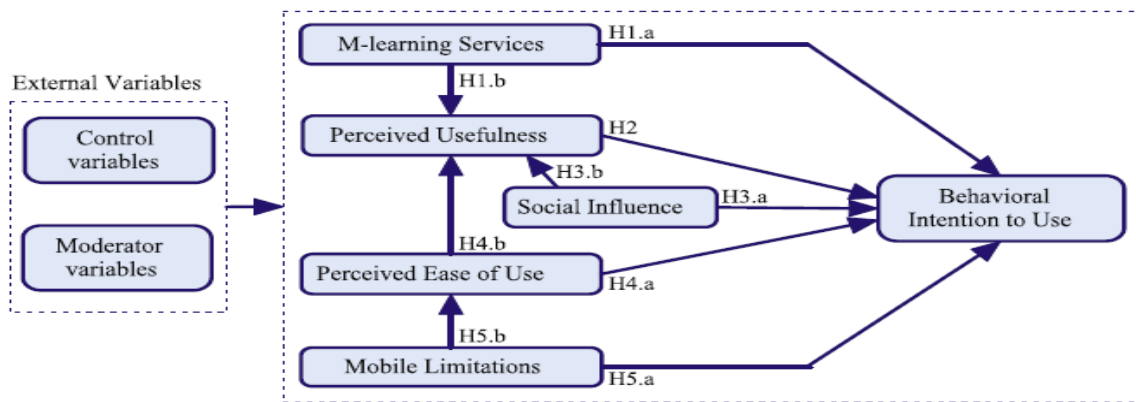 External Variables
Control
variables
Moderator
variables
M-learning Services
H1.a
H1.b
Perceived Usefulness
H2
H3.b
Social Influence
H3.a
H4.b
Perceived Ease of Use
H4.a
H5.b
Mobile Limitations
H5.a
Behavioral
Intention to Use